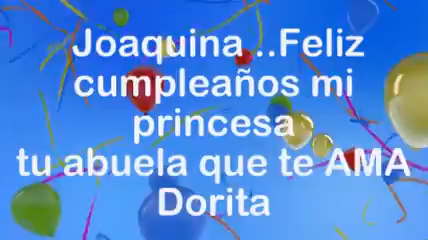 Joaquina...Feliz
cumpleaños mi
princesa
tu abuela que te AMA
Dorita